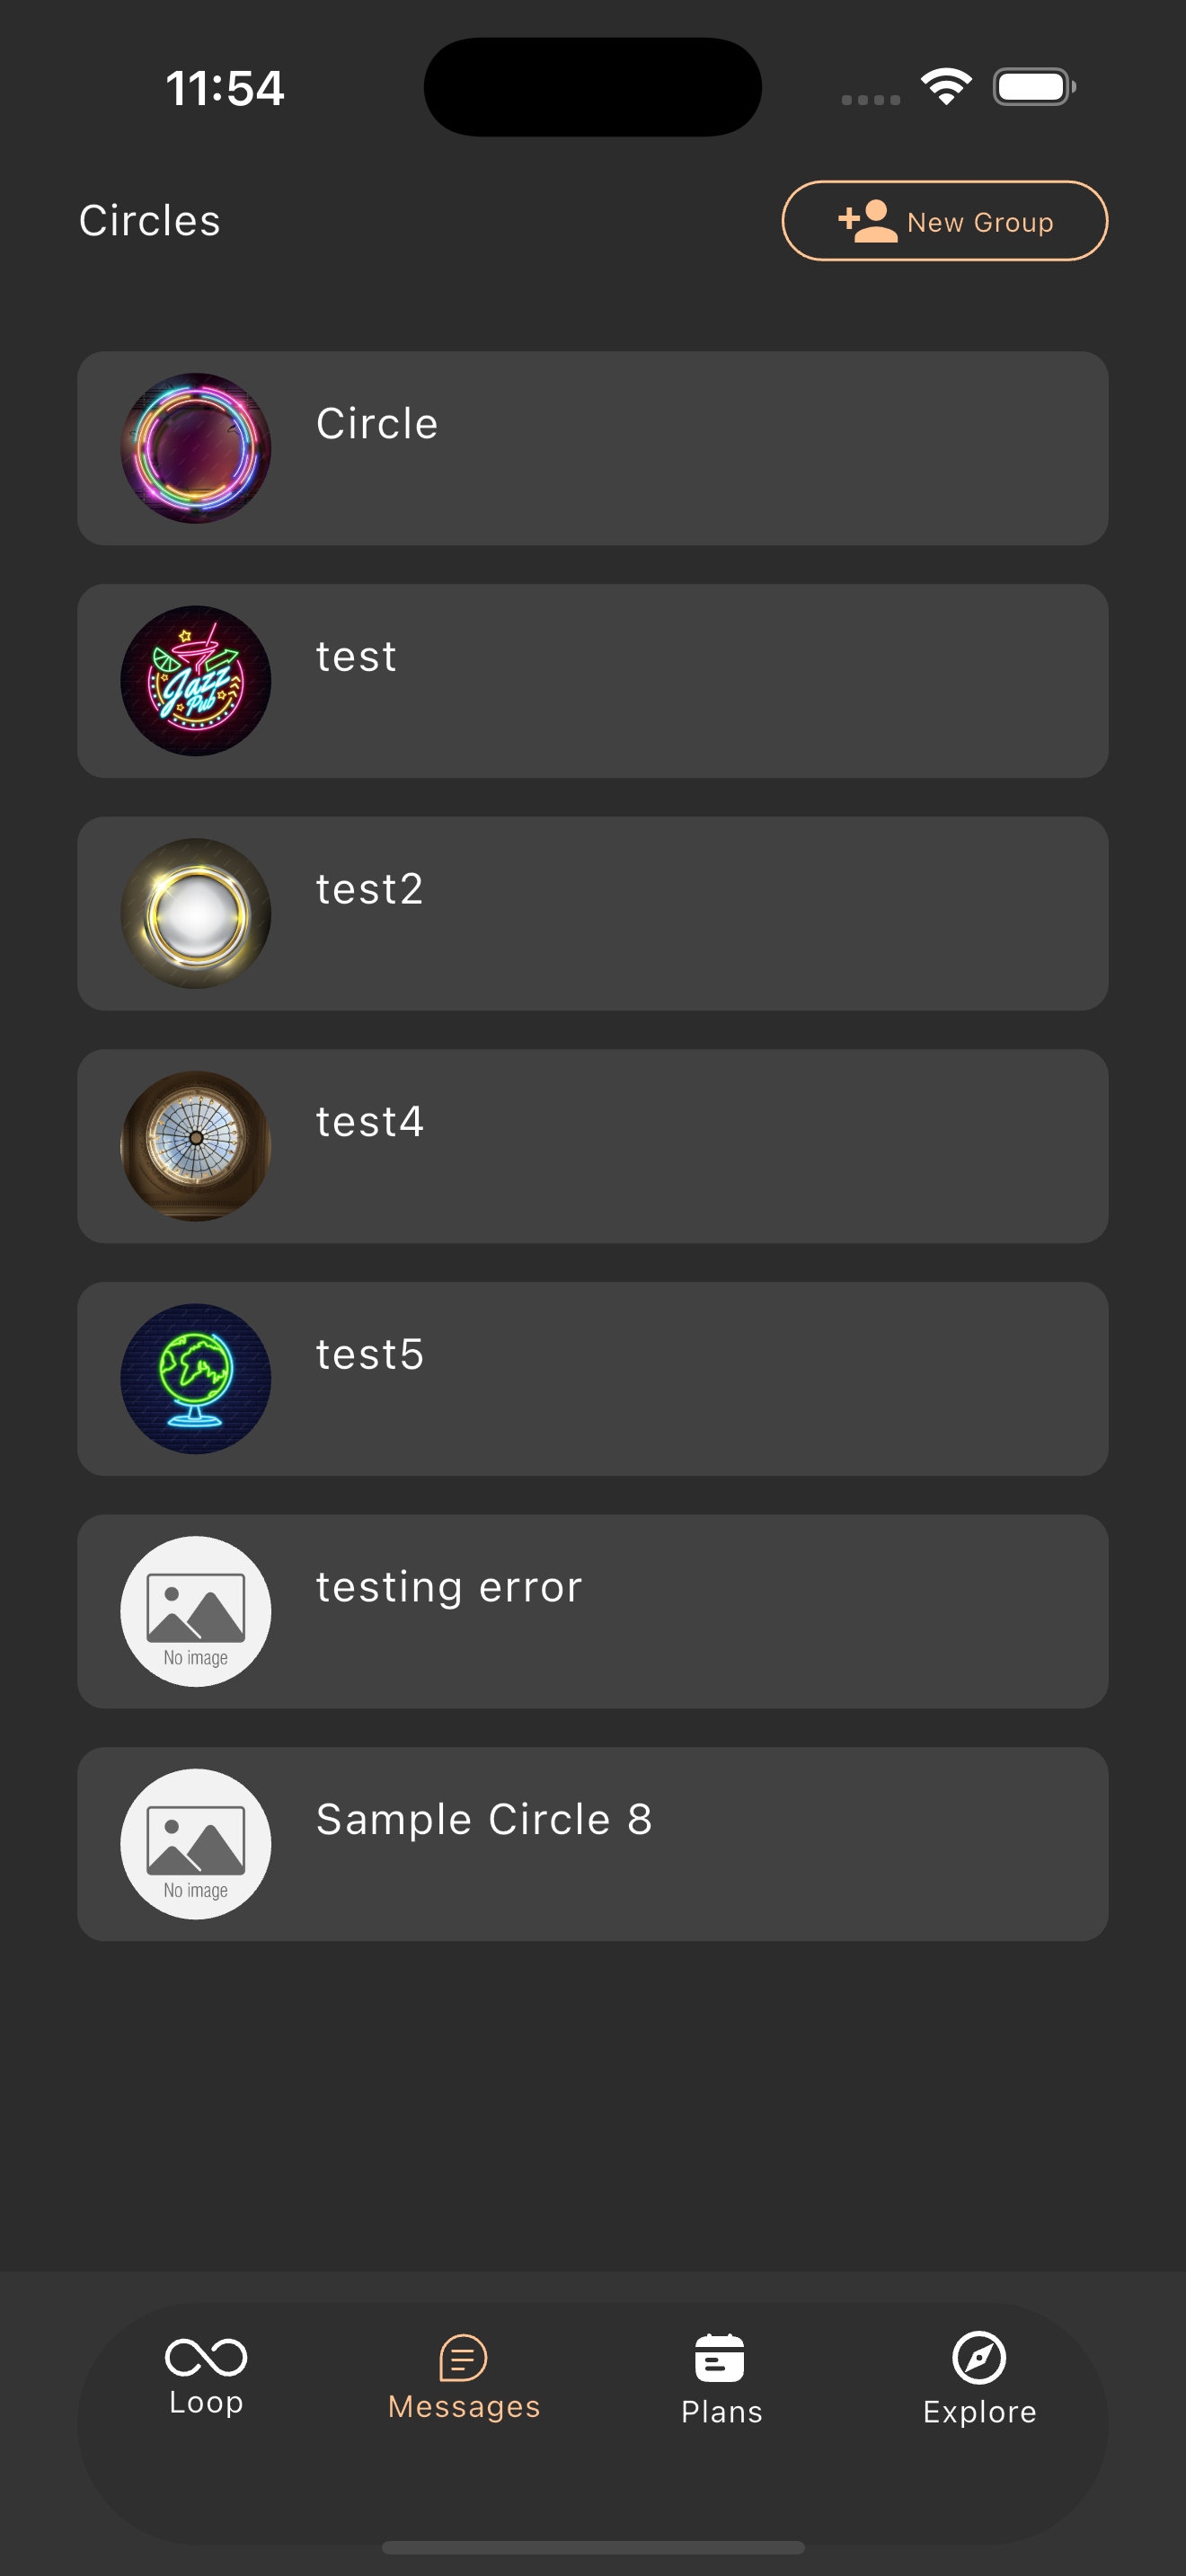 11:54
Circles
New Group
Circle
Jazz
Pub
test
test2
test4
test5
testing error
No image
Sample Circle 8
No image
Loop
Messages
Plans
Explore